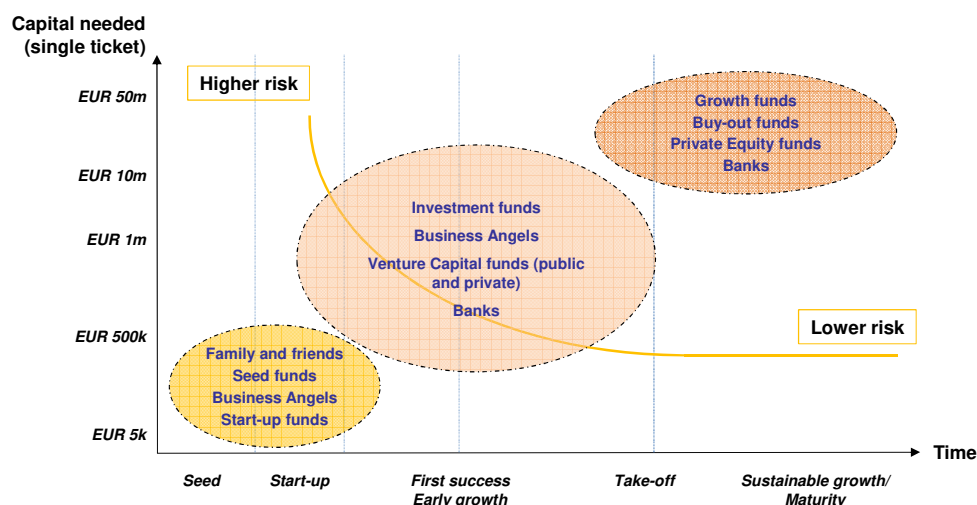 Capital needed
(single ticket)
Higher risk
EUR 50m
EUR 10m
EUR 1m
EUR 500k
EUR 5k
Growth funds
Buy-out funds
Private Equity funds
Banks
Investment funds
Business Angels
Venture Capital funds (public
and private)
Banks
Lower risk
Family and friends
Seed funds
Business Angels
Start-up funds
Time
Seed
Start-up
First success
Early growth
Take-off
Sustainable growth/
Maturity